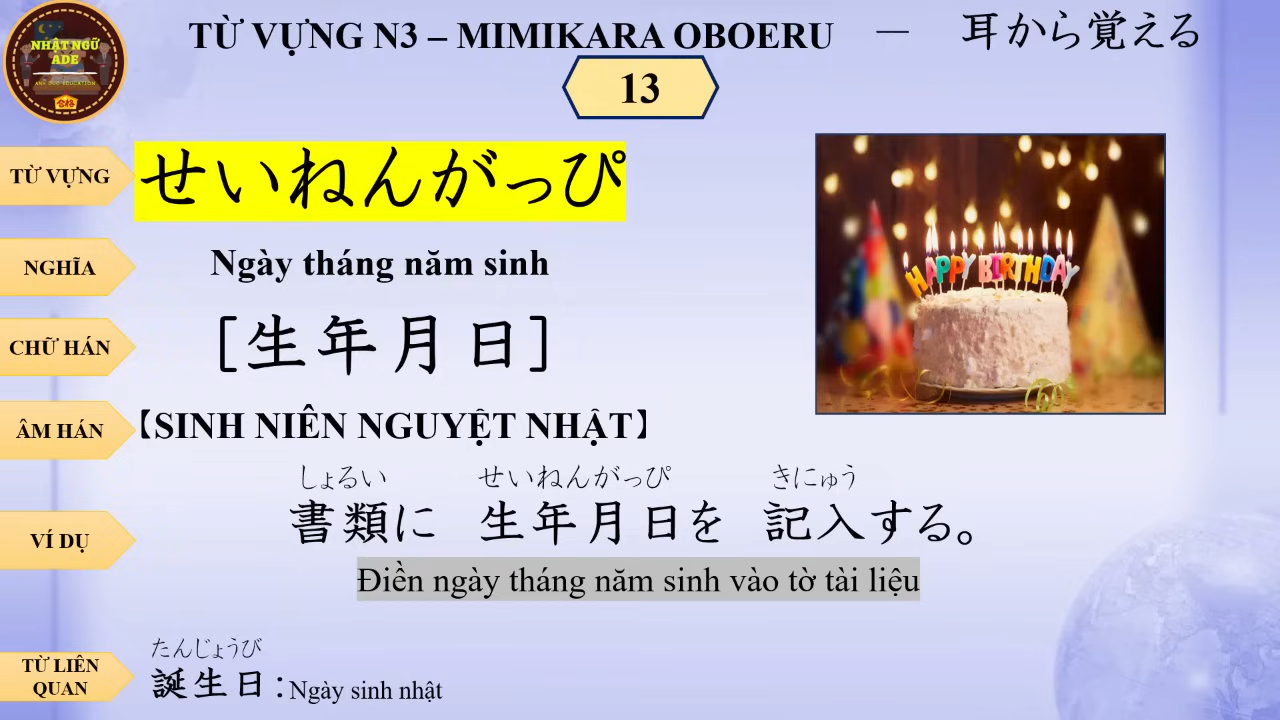 NHẬT NGỮ
ADE
ANH DUC EDUCATION
合格
TỪ VỰNG N3 – MIMIKARA OBOERU － 耳から覚える
13
TỪ VỰNG
せいねんがっぴ
NGHĨA
Ngày tháng năm sinh
CHỮ HÁN
[生年月日]
ÂM HÁN
【SINH NIÊN NGUYỆT NHẬT】
HAPPY BIRTHDAY
しょるい せいねんがっぴ きにゅう
VÍ DỤ
書類に 生年月日を 記入する。
Điền ngày tháng năm sinh vào tờ tài liệu
たんじょうび
TỪ LIÊN
QUAN
誕生日：Ngày sinh nhật